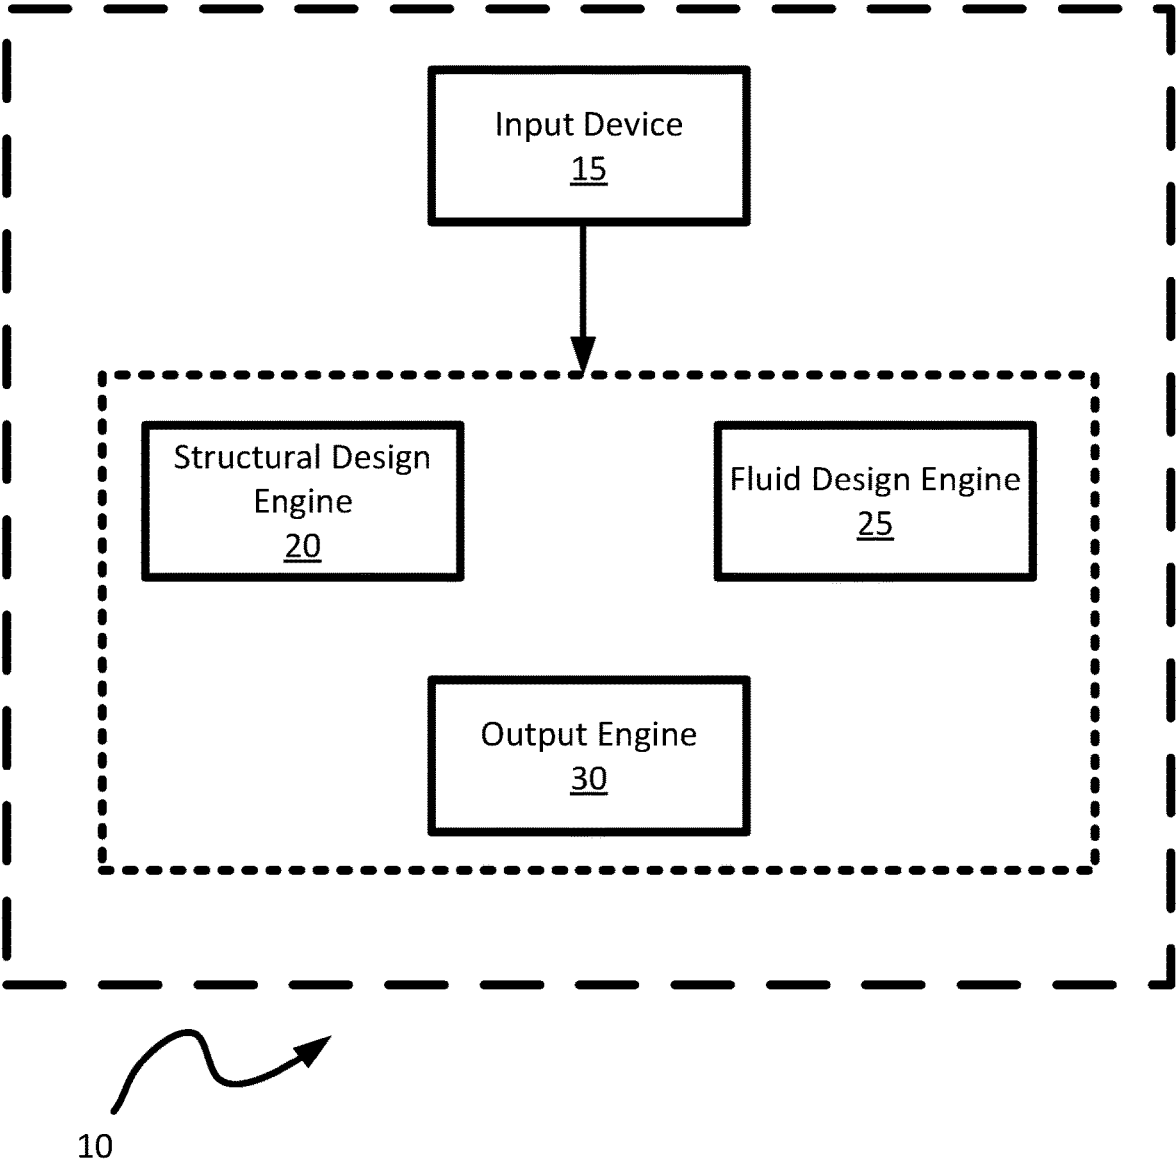 Input Device
15
Structural Design
Engine
20
Fluid Design Engine
25
Output Engine
30
10